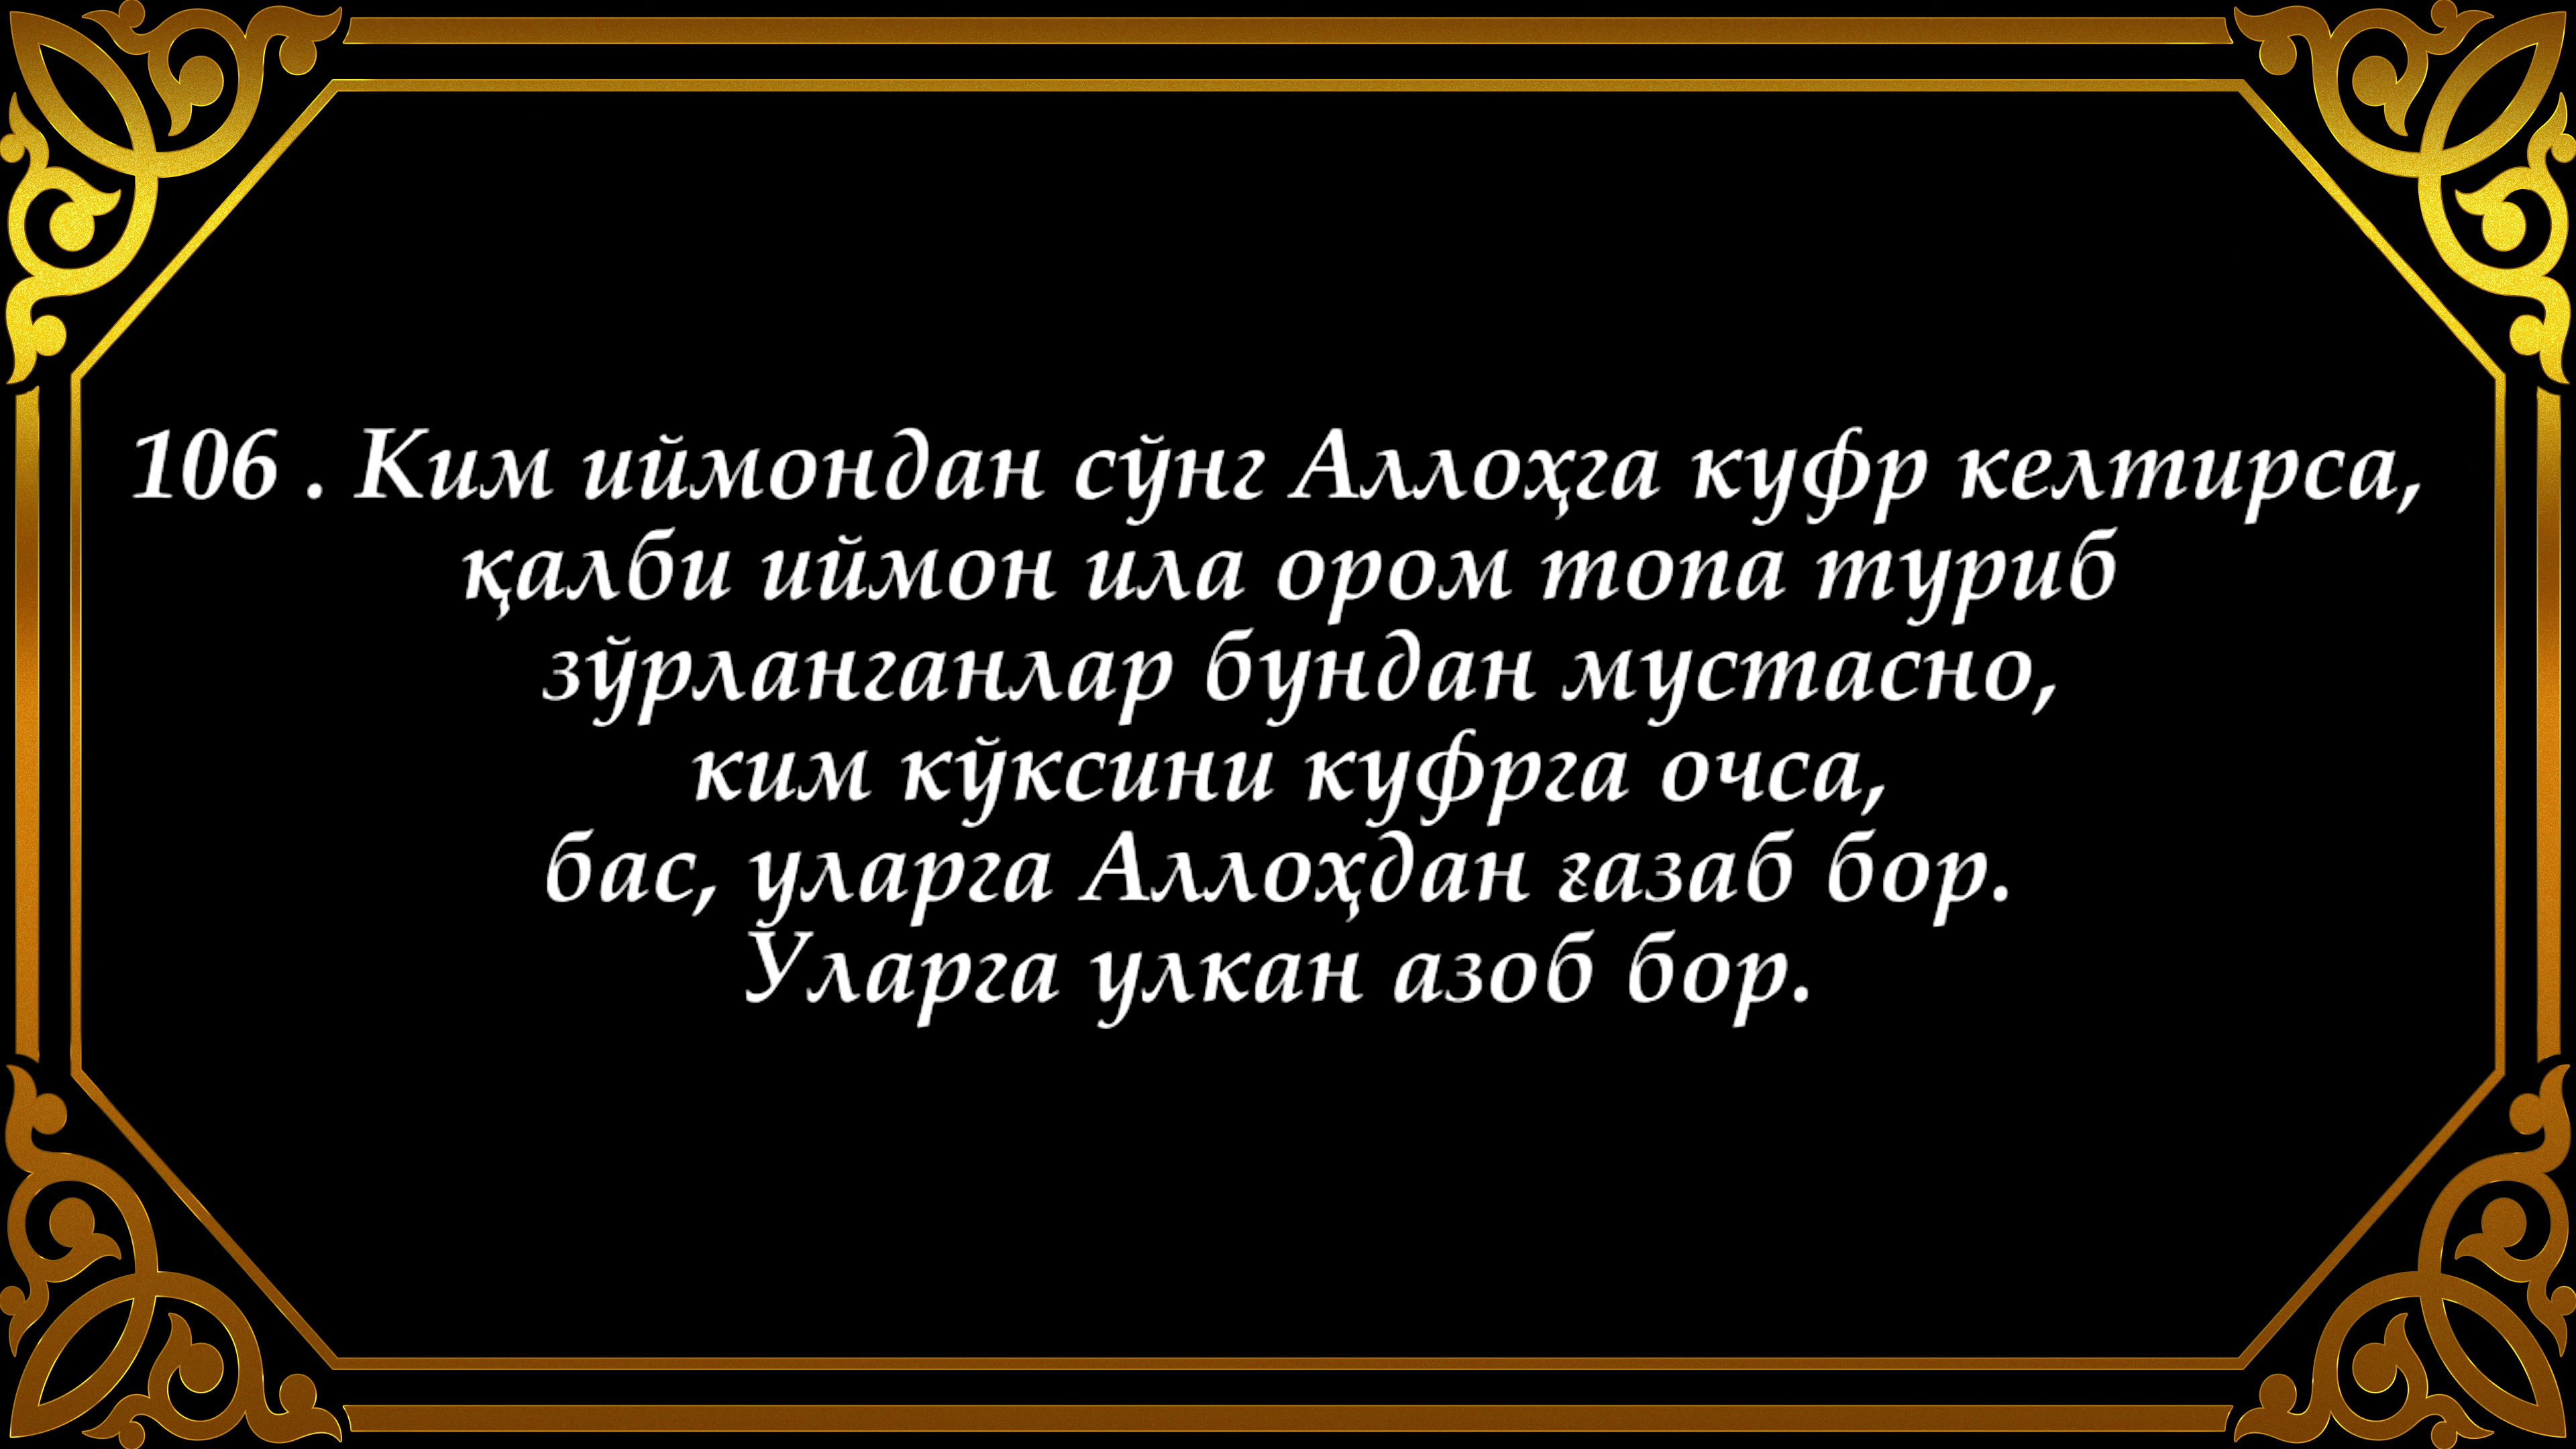 106 . Ким иймондан сўнг Аллоҳга куфр келтирса,
қалби иймон ила ором топа туриб
зўрланганлар бундан мустасно,
ким кўксини куфрга очса,
бас, уларга Аллоҳдан ғазаб бор.
Уларга улкан азоб бор.